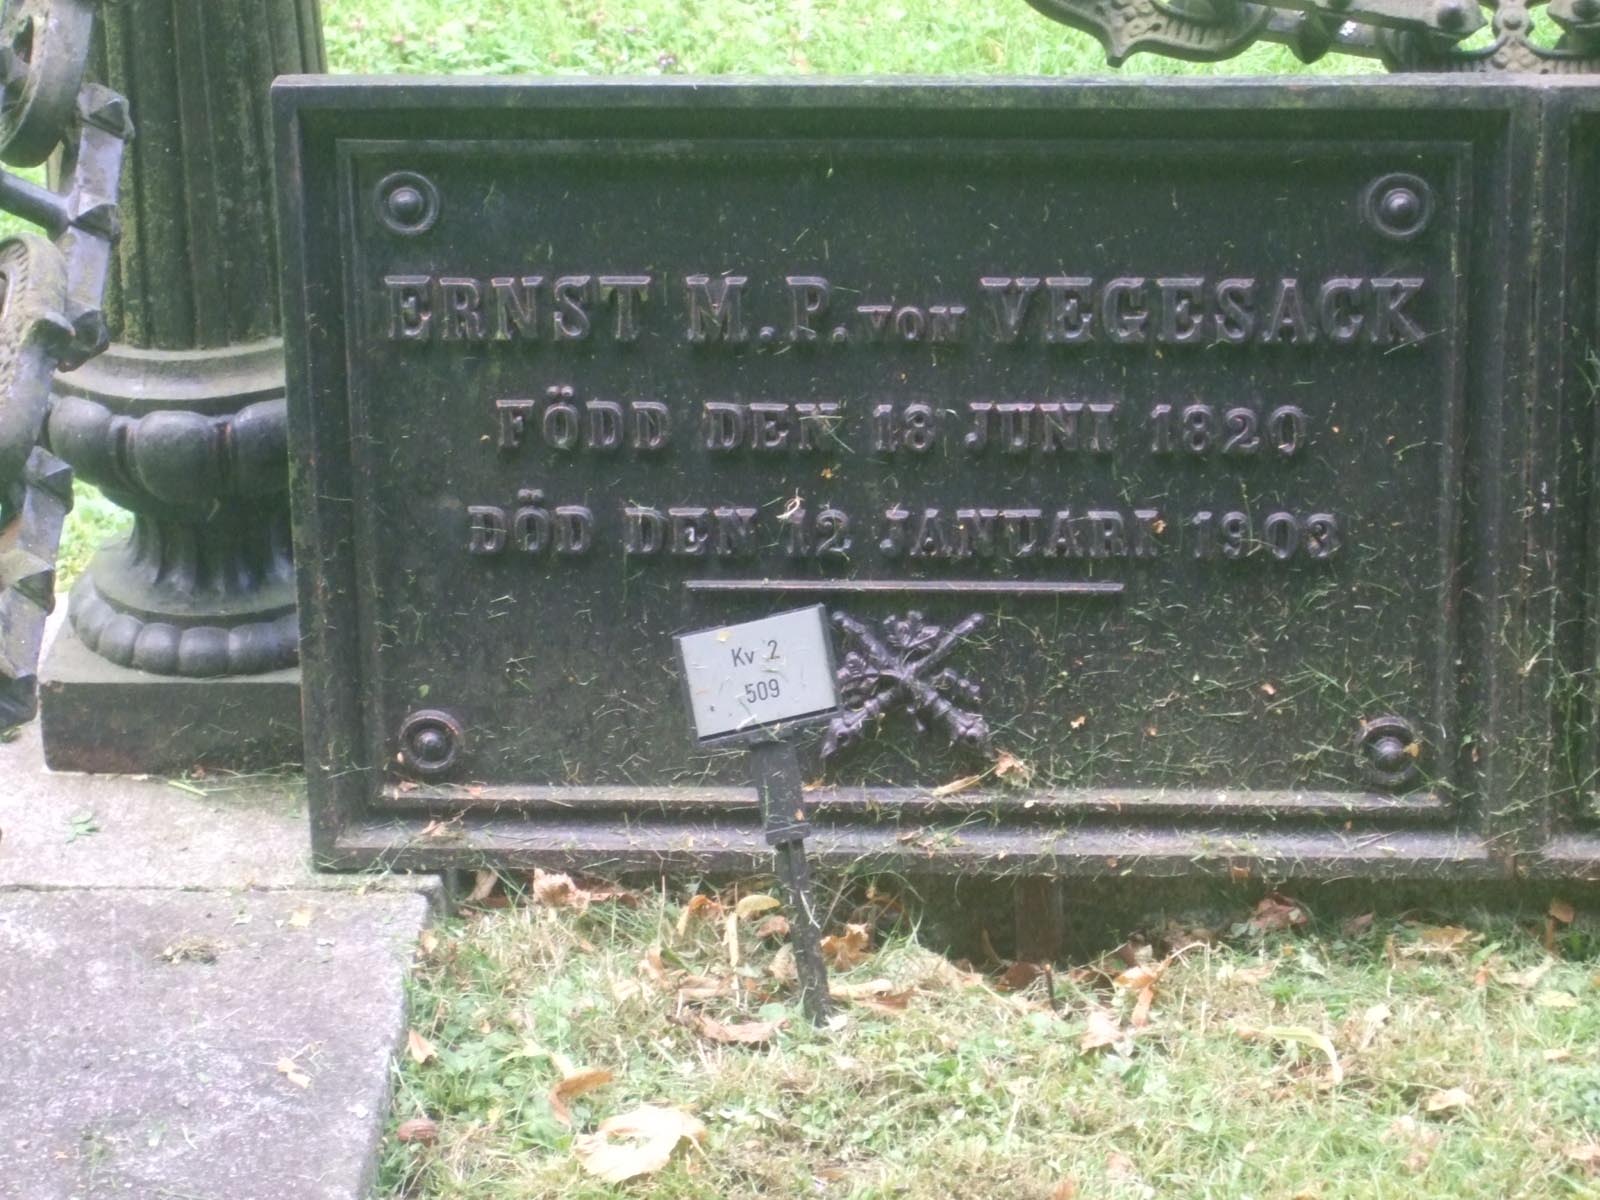 ERNST M. P. VON VEGESACK
FÖDD DEN 18 JUNI 1820
DÖD DEN 12 JANUARI 1903
Kv 2
509